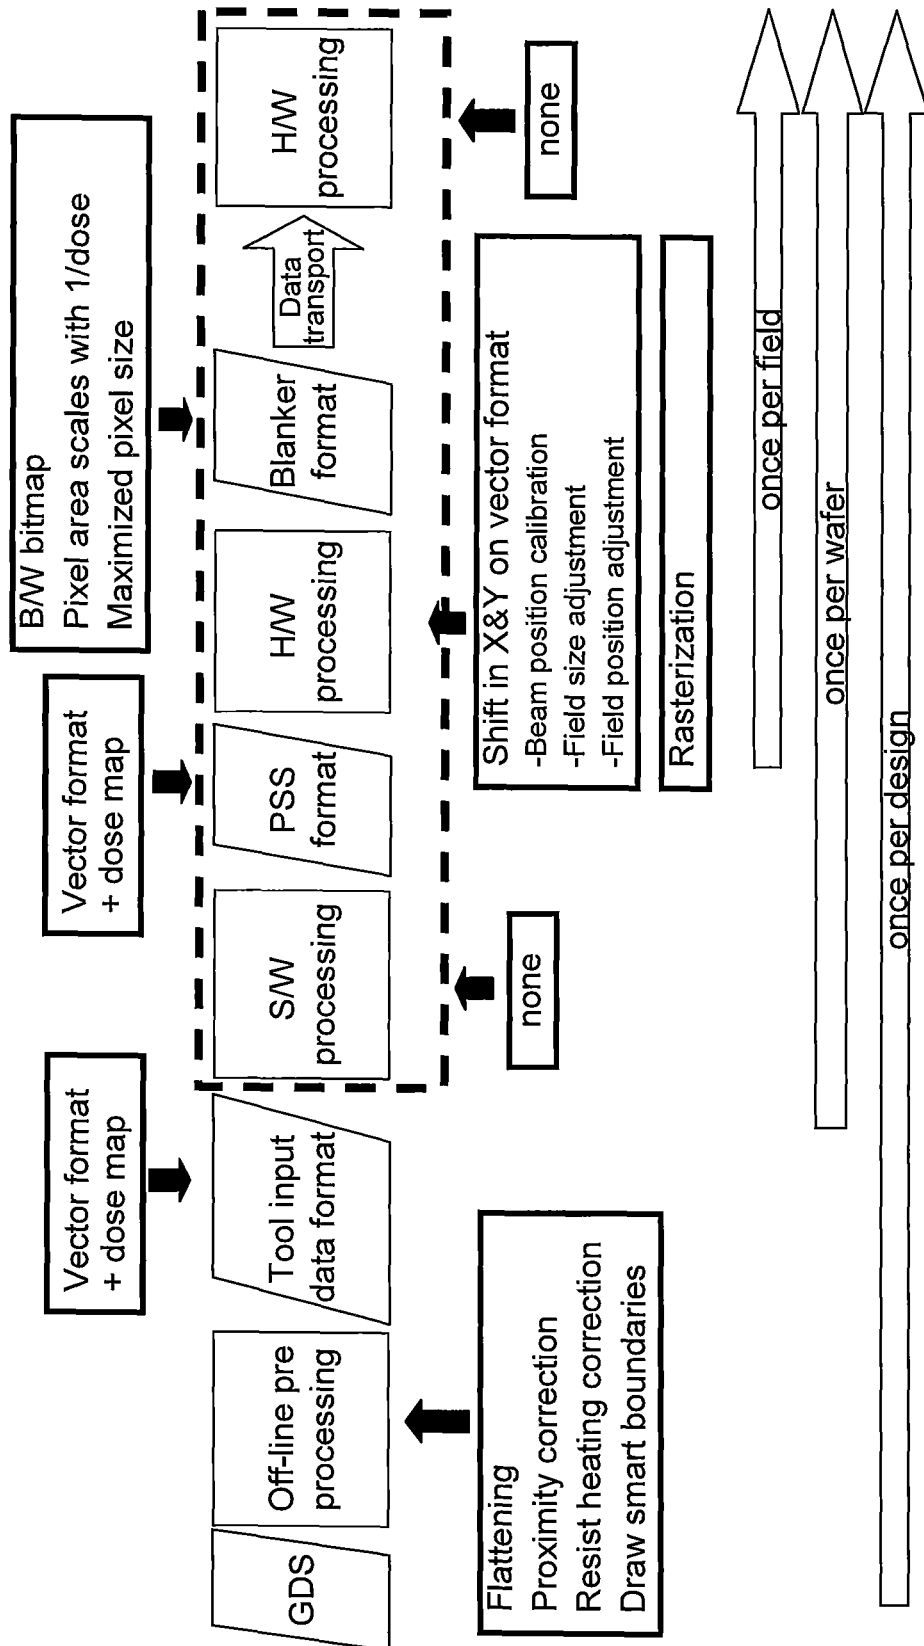 Vector format
+ dose map
Vector format
+ dose map
B/W bitmap
Pixel area scales with 1/dose
Maximized pixel size
GDS
Off-line pre
processing
Tool input
data format
S/W
processing
PSS
format
H/W
processing
Blanker
format
Data
transport
H/W
processing
Flattening
Proximity correction
Resist heating correction
Draw smart boundaries
none
Shift in X&Y on vector format
-Beam position calibration
-Field size adjustment
-Field position adjustment
Rasterization
none
once per field
once per wafer
once per design